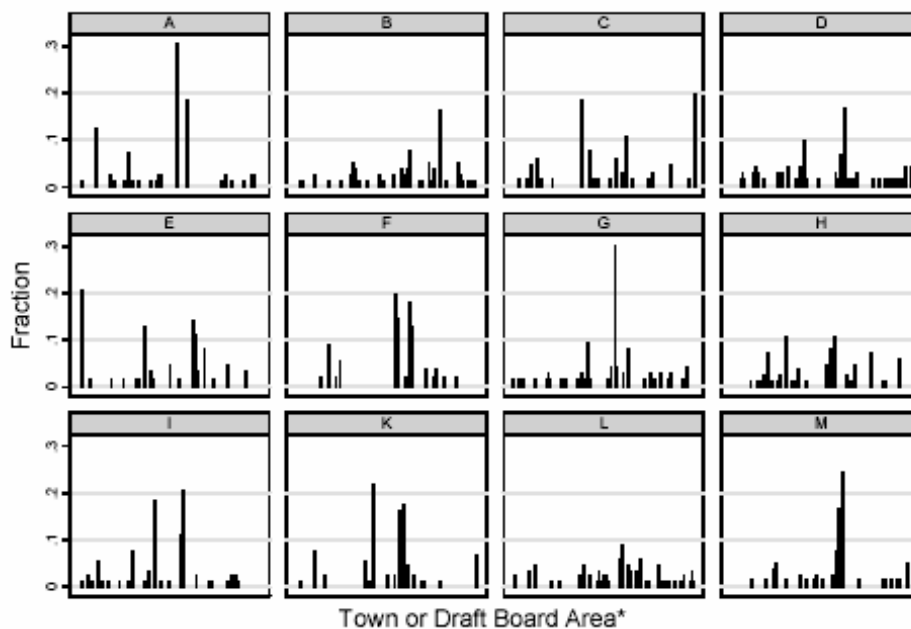 A B C D
.3
.2
.1
0
E F G H
.3
.2
.1
0
Fraction
I K L M
.3
.2
.1
0
Town or Draft Board Area*